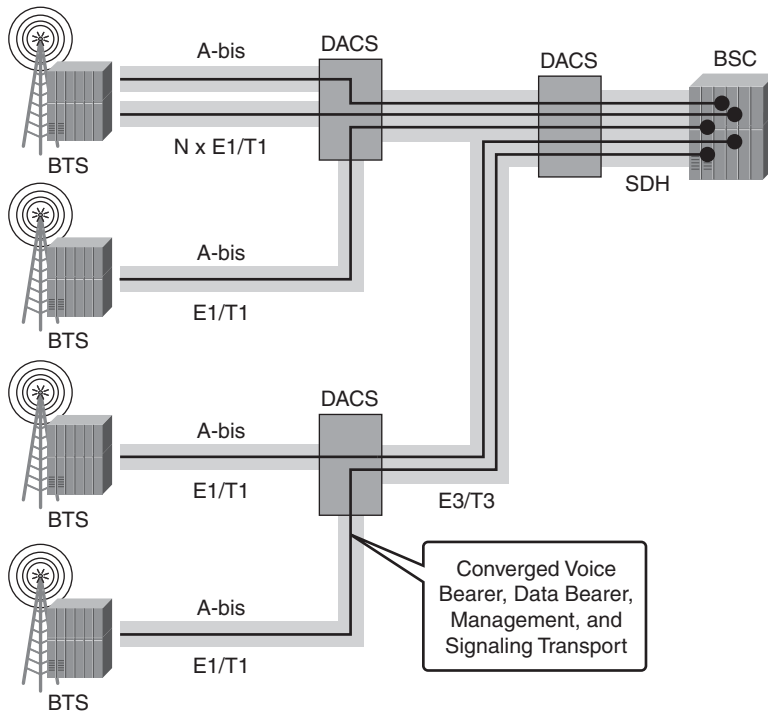 A-bis
DACS
DACS
BSC
N x E1/T1
BTS
SDH
A-bis
E1/T1
BTS
DACS
A-bis
E1/T1
E3/T3
BTS
Converged Voice
Bearer, Data Bearer,
Management, and
Signaling Transport
A-bis
E1/T1
BTS